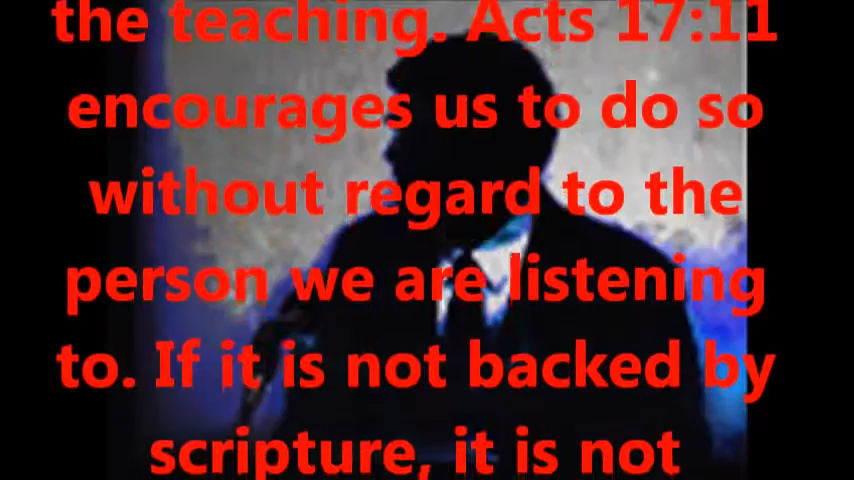 the teaching. Acts 17:11
encourages us to do so
without regard to the
person we are listening
to. If it is not backed by
scripture, it is not